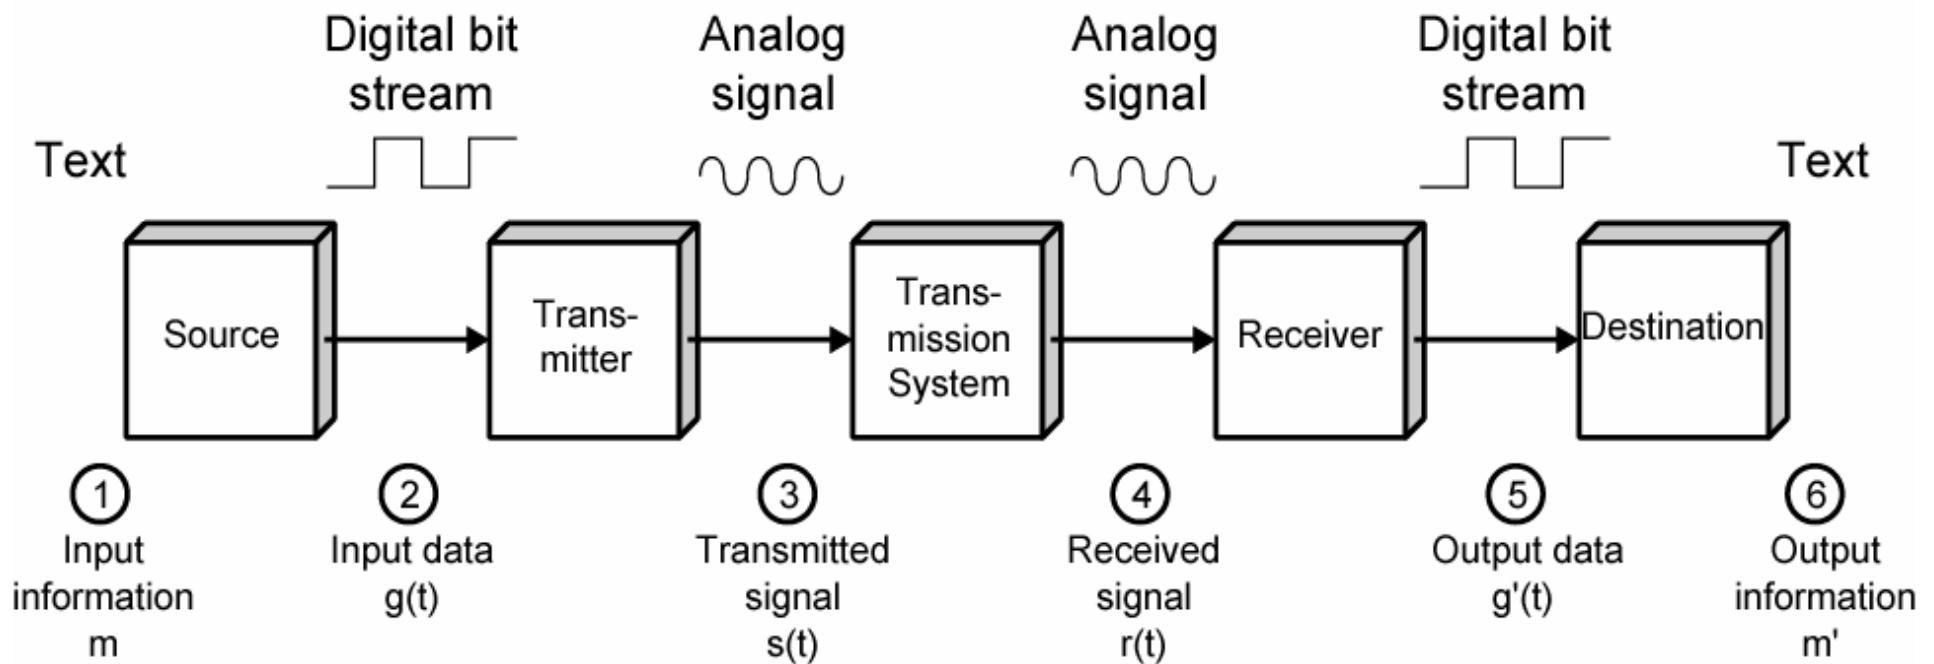 Digital bit
stream
Analog
signal
Analog
signal
Digital bit
stream
Text
Text
Source
Trans-
mitter
Trans-
mission
System
Receiver
Destination
1
Input
information
m
2
Input data
g(t)
3
Transmitted
signal
s(t)
4
Received
signal
r(t)
5
Output data
g'(t)
6
Output
information
m'